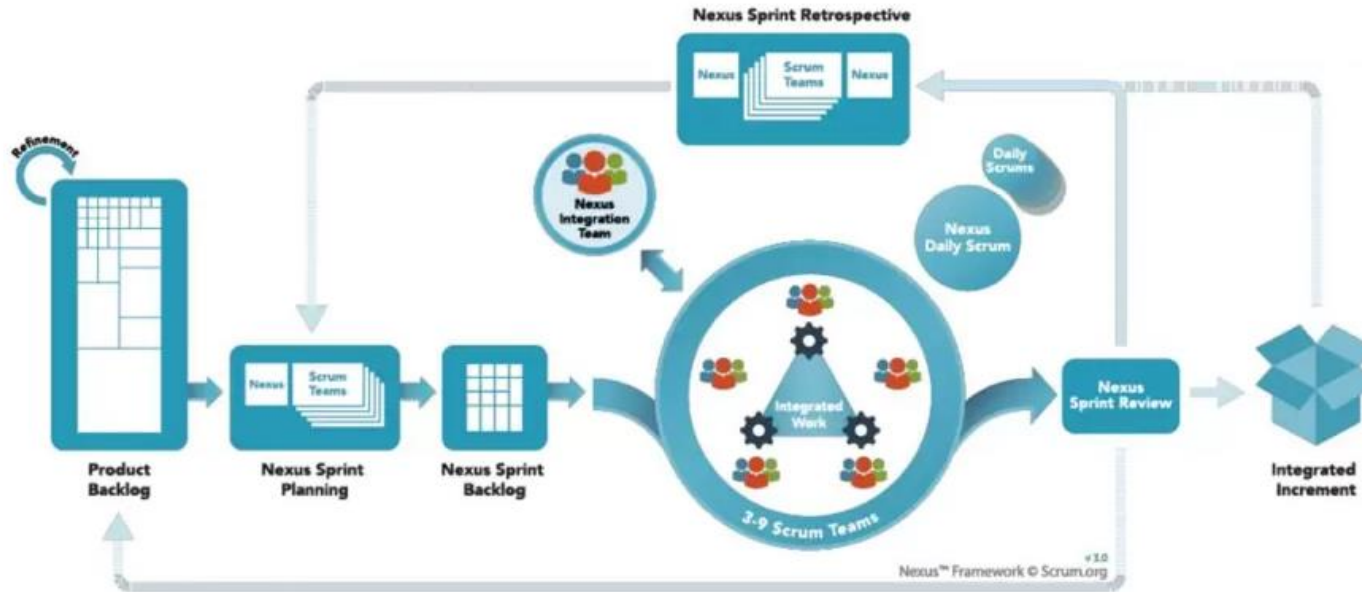 Nexus Sprint Retrospective
Nexus
Scrum
Teams
Nexus
Refinement
Daily
Scrums
Nexus
Integration
Team
Nexus
Daily Scrum
Nexus
Scrum
Teams
Integrated
Work
Nexus
Sprint Review
Product
Backlog
Nexus Sprint
Planning
Nexus Sprint
Backlog
3-9 Scrum Teams
Integrated
Increment
v 3.0
Nexus™ Framework © Scrum.org